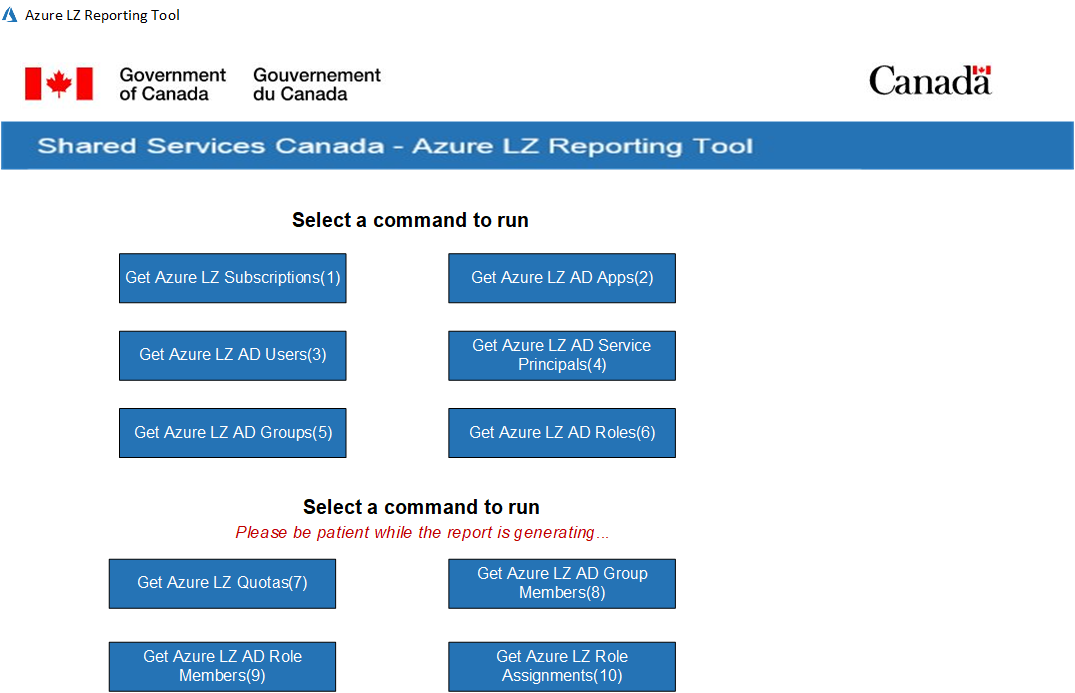 Azure LZ Reporting Tool
Government Gouvernement
of Canada du Canada
Canada
Shared Services Canada - Azure LZ Reporting Tool
Select a command to run
Get Azure LZ Subscriptions(1)
Get Azure LZ AD Apps(2)
Get Azure LZ AD Users(3)
Get Azure LZ AD Service
Principals(4)
Get Azure LZ AD Groups(5)
Get Azure LZ AD Roles(6)
Select a command to run
Please be patient while the report is generating...
Get Azure LZ Quotas(7)
Get Azure LZ AD Group
Members(8)
Get Azure LZ AD Role
Members(9)
Get Azure LZ Role
Assignments(10)